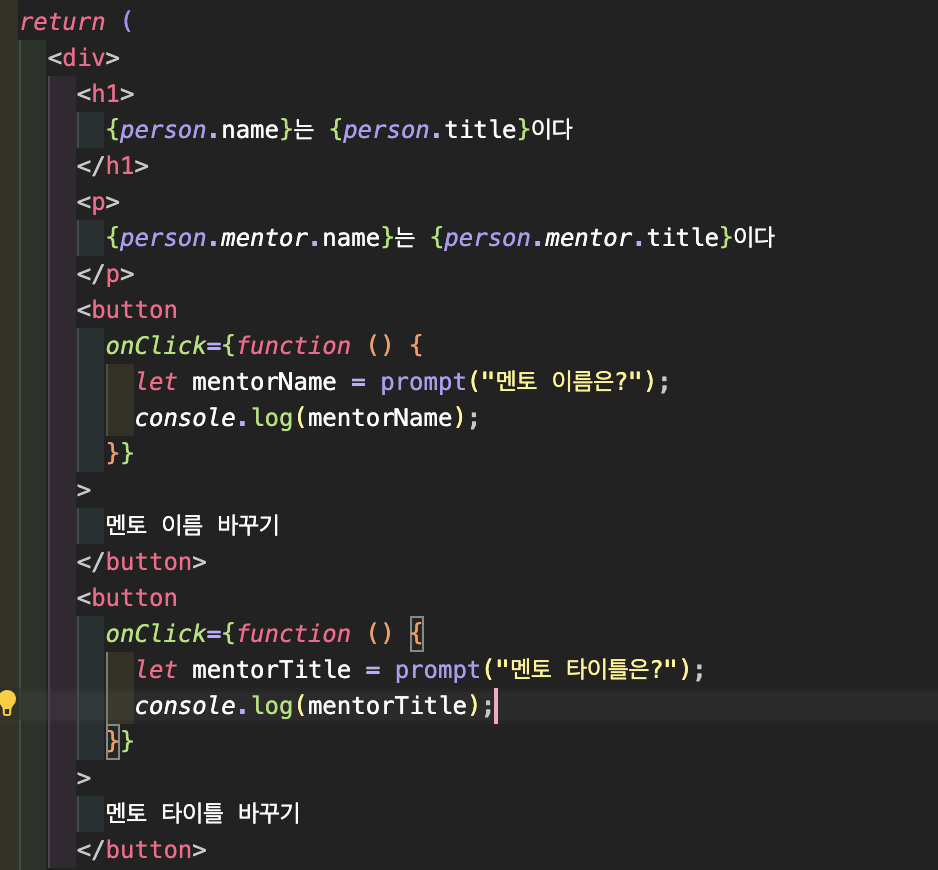 return (
<div>
<h1>
{person.name}는 {person.title}이다
</h1>
<p>
{person.mentor.name}는 {person.mentor.title}이다
</p>
<button
onClick={function () {
let mentorName = prompt("멘토 이름은?");
console.log(mentorName);
}}
>
멘토 이름 바꾸기
</button>
<button
onClick={function () {
let mentorTitle = prompt("멘토 타이틀은?");
console.log(mentorTitle);
}}
>
멘토 타이틀 바꾸기
</button>